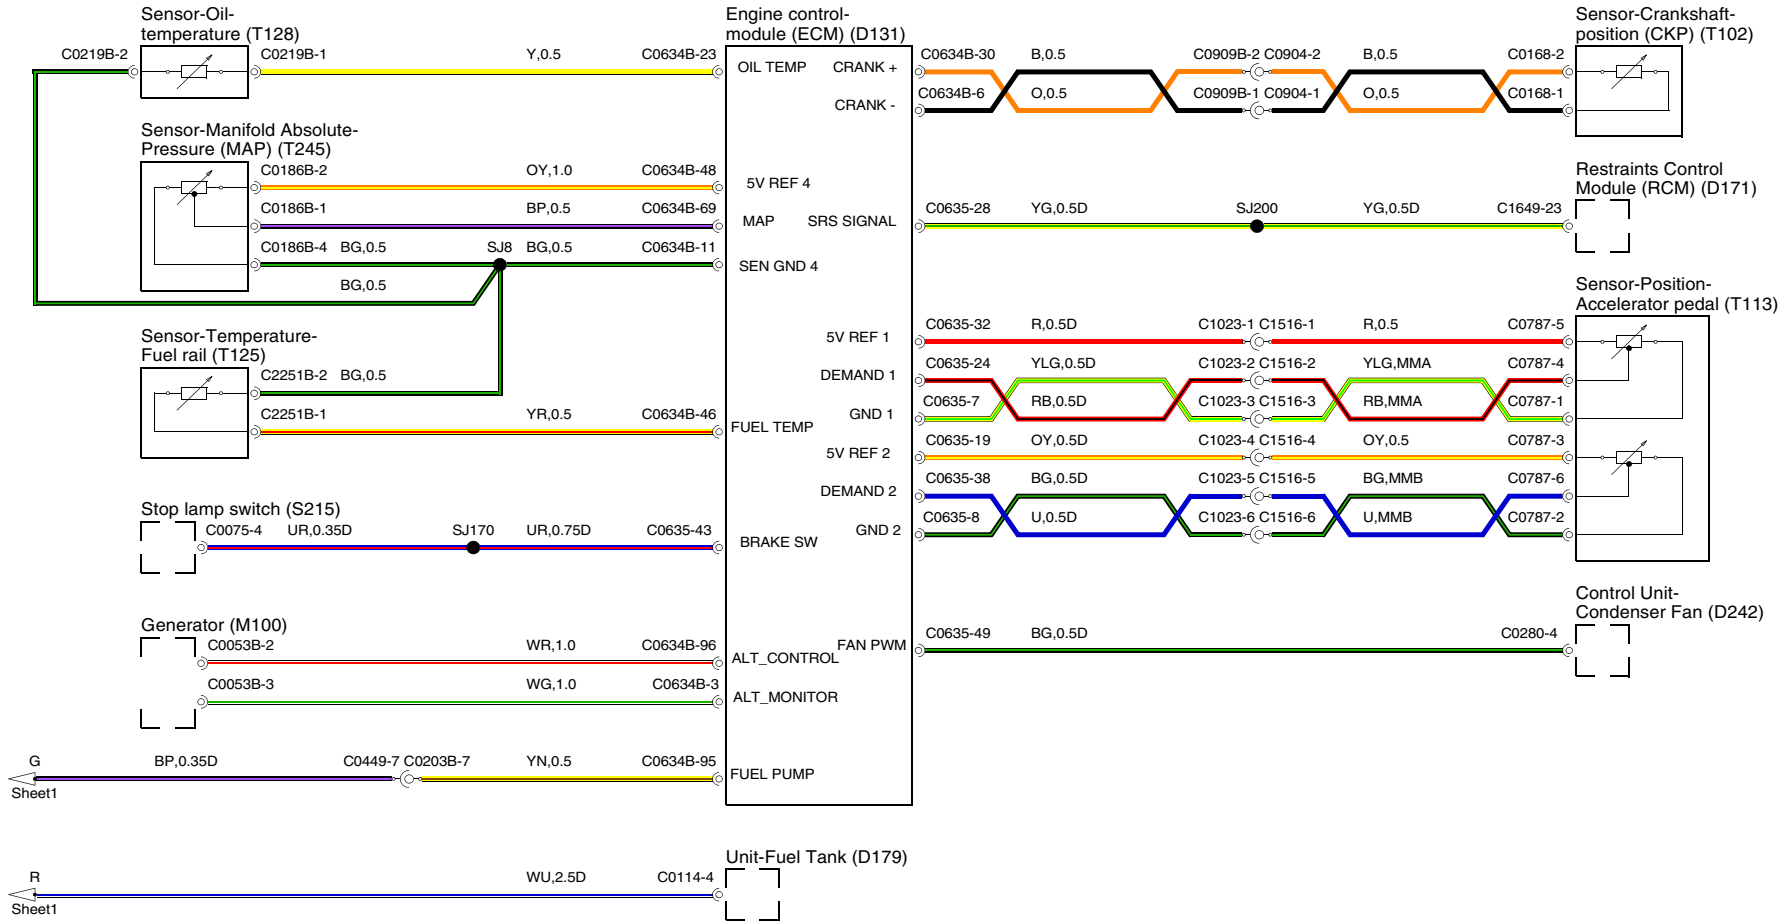 Sensor-Oil-
temperature (T128)
C0219B-2
C0219B-1
Y,0.5
C0634B-23
Sensor-Manifold Absolute-
Pressure (MAP) (T245)
C0186B-2
OY,1.0
C0634B-48
C0186B-1
BP,0.5
C0634B-69
C0186B-4
BG,0.5
SJ8
BG,0.5
C0634B-11
BG,0.5
Sensor-Temperature-
Fuel rail (T125)
C2251B-2
BG,0.5
C2251B-1
YR,0.5
C0634B-46
Stop lamp switch (S215)
C0075-4
UR,0.35D
SJ170
UR,0.75D
C0635-43
Generator (M100)
C0053B-2
WR,1.0
C0634B-96
C0053B-3
WG,1.0
C0634B-3
G
BP,0.35D
C0449-7
C0203B-7
YN,0.5
C0634B-95
Sheet1
R
WU,2.5D
C0114-4
Sheet1
Unit-Fuel Tank (D179)
Engine control-
module (ECM) (D131)
OIL TEMP
CRANK +
CRANK -
5V REF 4
MAP
SRS SIGNAL
SEN GND 4
5V REF 1
DEMAND 1
GND 1
FUEL TEMP
5V REF 2
DEMAND 2
GND 2
BRAKE SW
FAN PWM
ALT_CONTROL
ALT_MONITOR
FUEL PUMP
Sensor-Crankshaft-
position (CKP) (T102)
C0634B-30
B,0.5
C0909B-2
C0904-2
B,0.5
C0168-2
C0634B-6
O,0.5
C0909B-1
C0904-1
O,0.5
C0168-1
Restraints Control
Module (RCM) (D171)
C0635-28
YG,0.5D
SJ200
YG,0.5D
C1649-23
Sensor-Position-
Accelerator pedal (T113)
C0635-32
R,0.5D
C1023-1
C1516-1
R,0.5
C0787-5
C0635-24
YLG,0.5D
C1023-2
C1516-2
YLG,MMA
C0787-4
C0635-7
RB,0.5D
C1023-3
C1516-3
RB,MMA
C0787-1
C0635-19
OY,0.5D
C1023-4
C1516-4
OY,0.5
C0787-3
C0635-38
BG,0.5D
C1023-5
C1516-5
BG,MMB
C0787-6
C0635-8
U,0.5D
C1023-6
C1516-6
U,MMB
C0787-2
Control Unit-
Condenser Fan (D242)
C0635-49
BG,0.5D
C0280-4